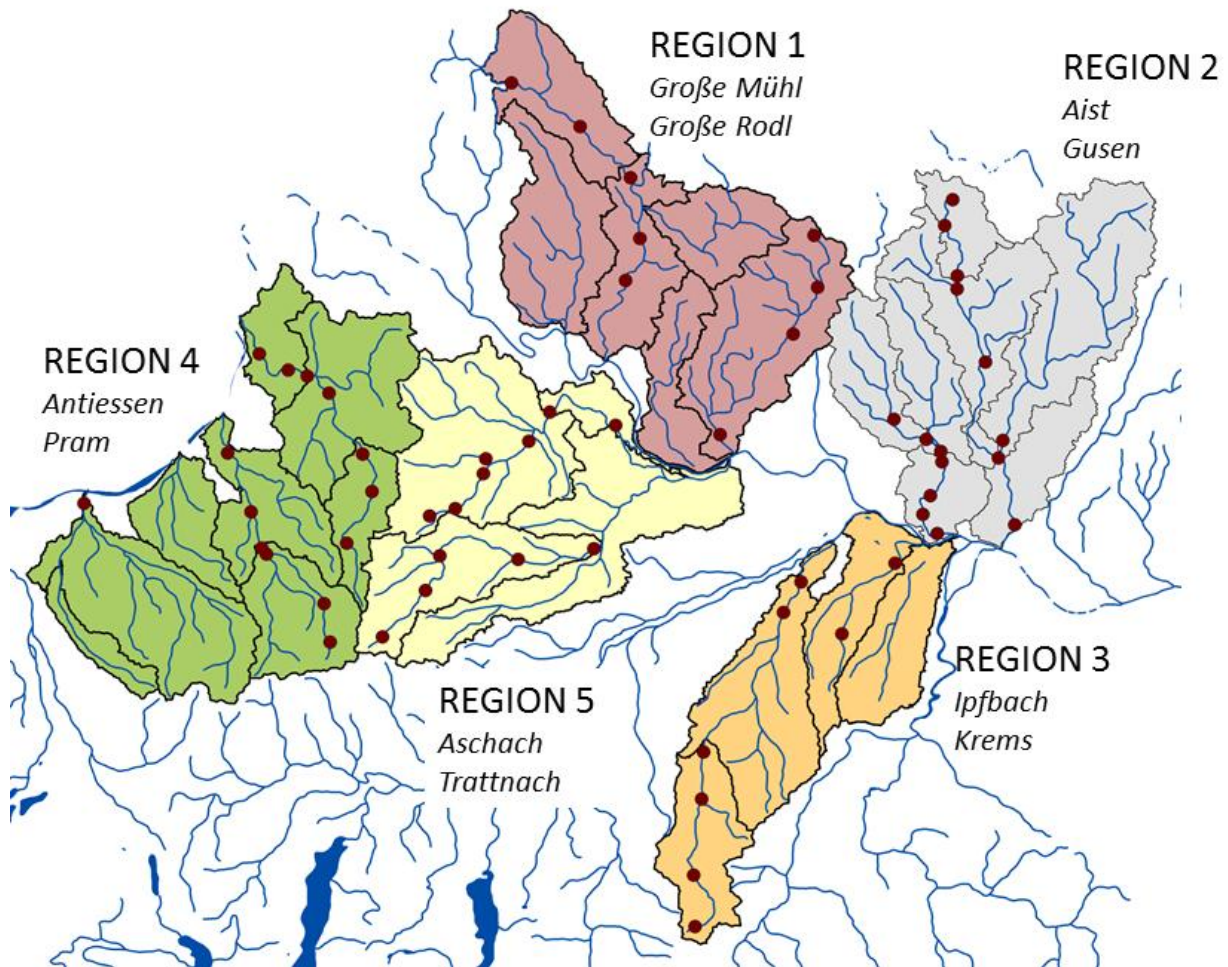 REGION 1
Große Mühl
Große Rodl
REGION 2
Aist
Gusen
REGION 4
Antiessen
Pram
REGION 3
Ipfbach
Krems
REGION 5
Aschach
Trattnach